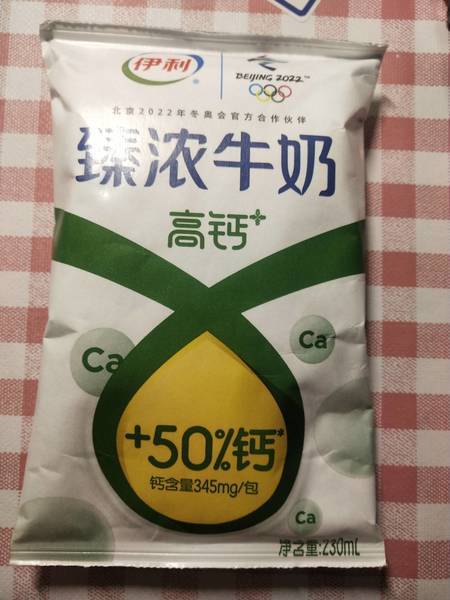 伊利
BEIJING 2022™
北京2022年冬奥会官方合作伙伴
臻浓牛奶
高钙+
Ca
Ca
+50%钙*
钙含量345mg/包
Ca
净含量:230mL